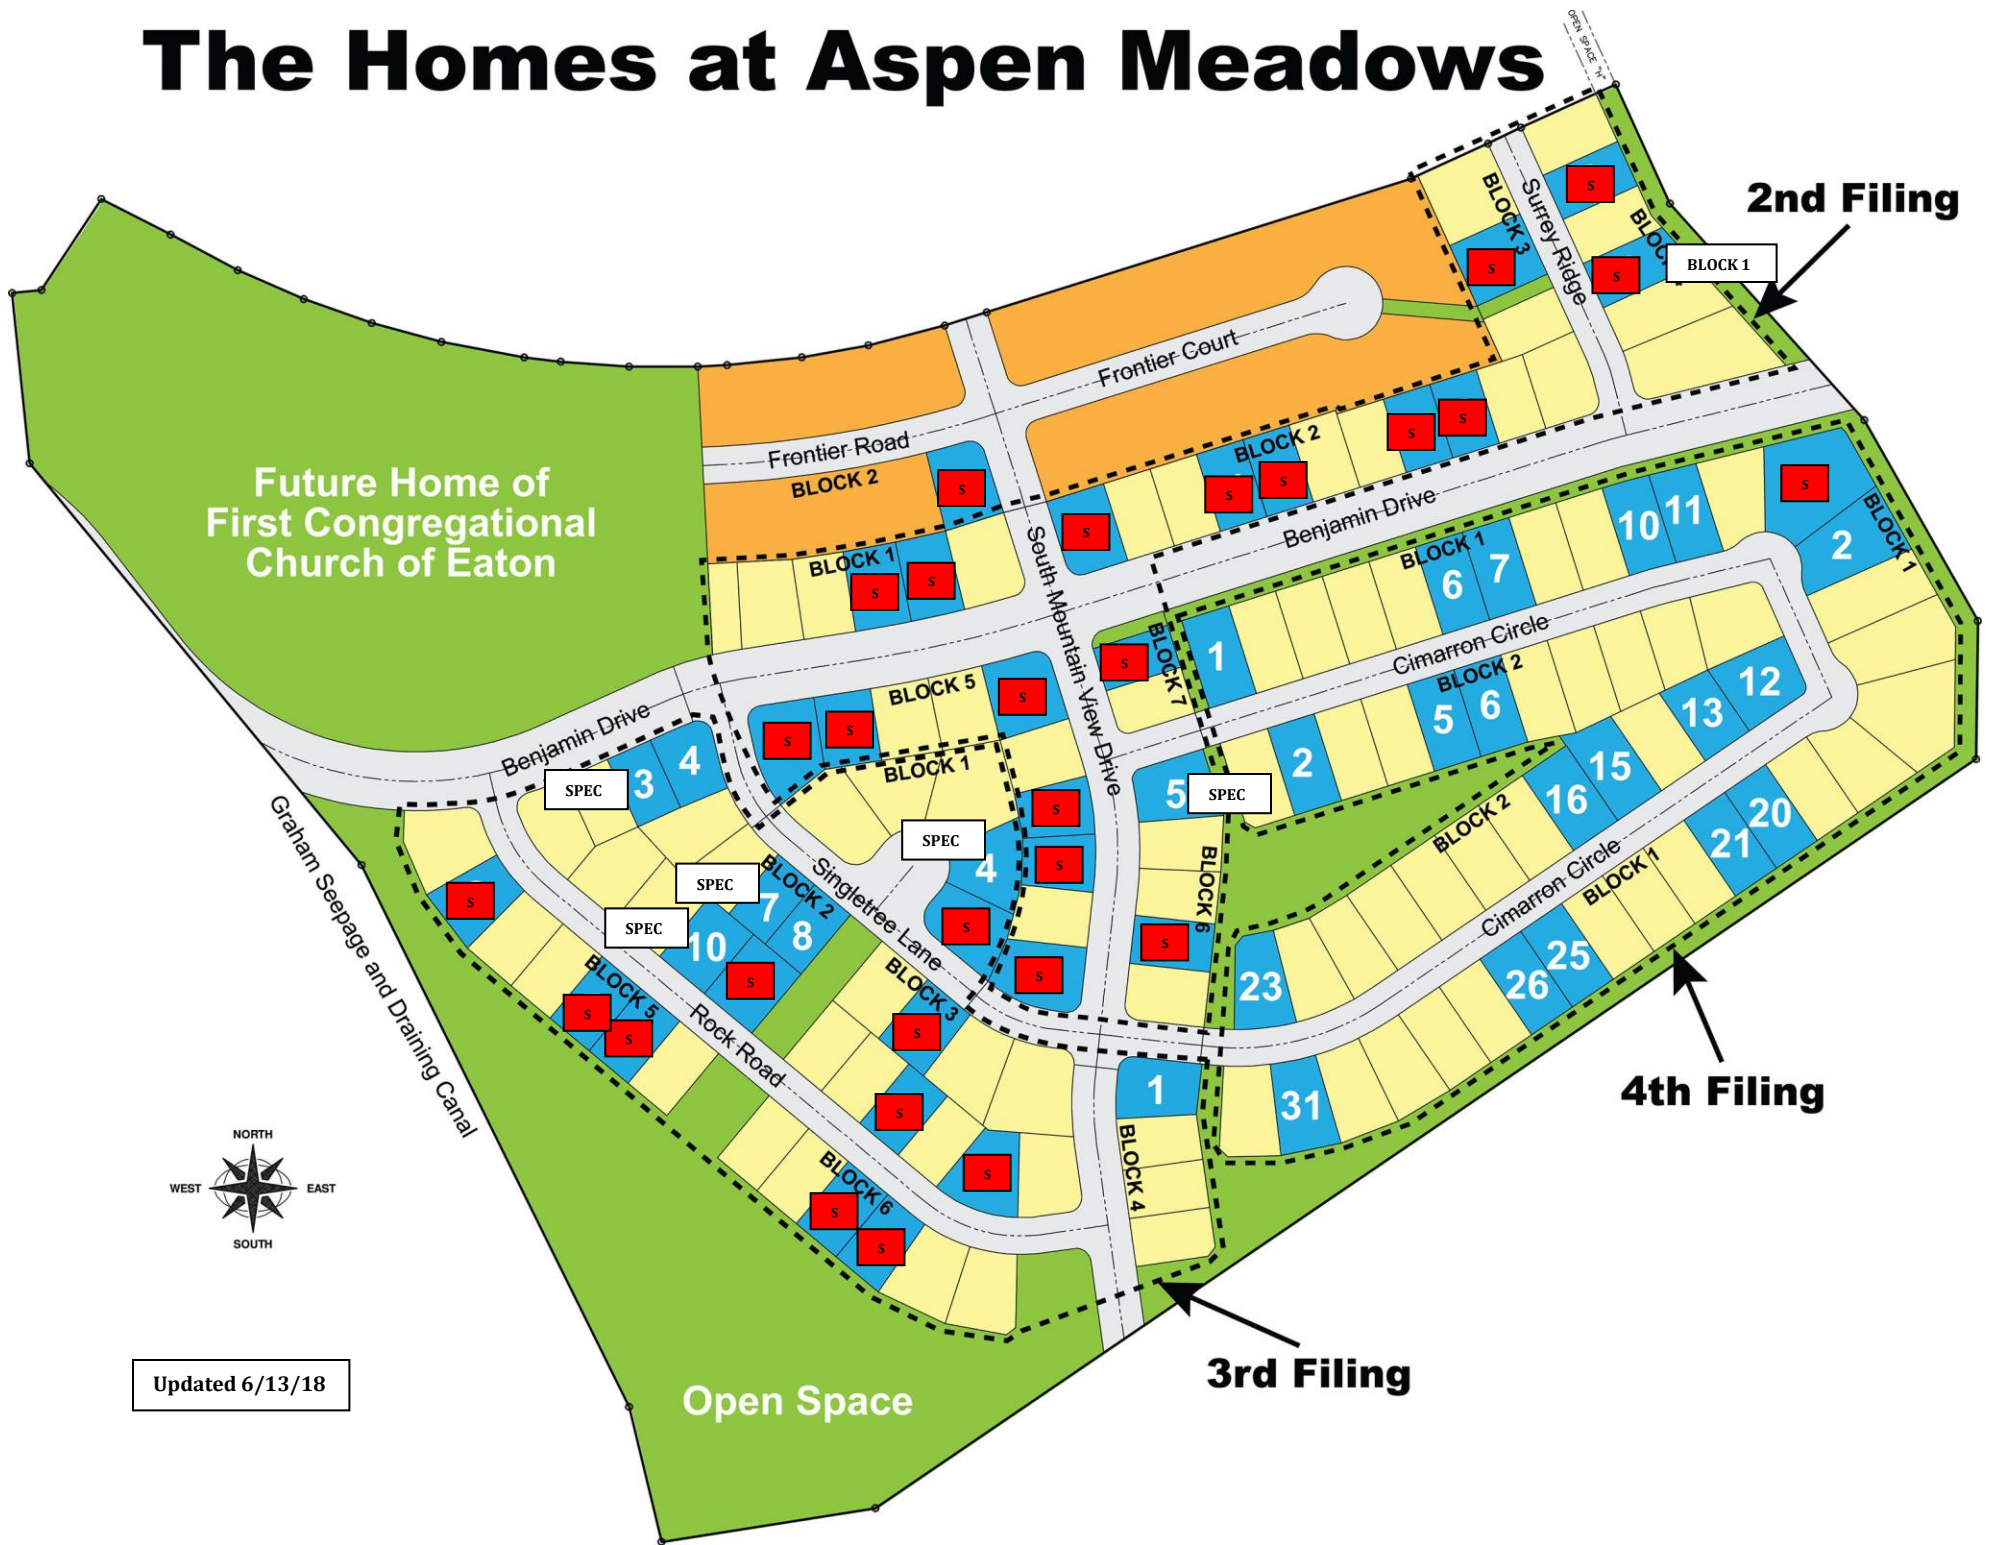 The Homes at Aspen Meadows
OPEN SPACE "H"
2nd Filing
BLOCK 3
Surrey Ridge
S
S
S
BLOCK 1
Frontier Court
Frontier Road
BLOCK 2
S
Future Home of
First Congregational
Church of Eaton
BLOCK 2
S
S
S
S
S
Benjamin Drive
South Mountain View Drive
BLOCK 1
S
S
BLOCK 1
6
7
10
11
S
2
BLOCK 1
1
BLOCK 7
S
Cimarron Circle
BLOCK 2
2
5
6
12
13
15
16
BLOCK 2
20
21
BLOCK 1
Cimarron Circle
25
26
23
31
4th Filing
Benjamin Drive
BLOCK 5
S
S
S
BLOCK 1
SPEC
3
4
SPEC
4
S
S
S
S
5
SPEC
BLOCK 6
S
Singletree Lane
BLOCK 2
SPEC
7
8
SPEC
10
S
S
BLOCK 5
S
S
Rock Road
BLOCK 3
S
S
S
1
BLOCK 4
BLOCK 6
S
S
Graham Seepage and Draining Canal
NORTH
WEST
EAST
SOUTH
3rd Filing
Updated 6/13/18
Open Space